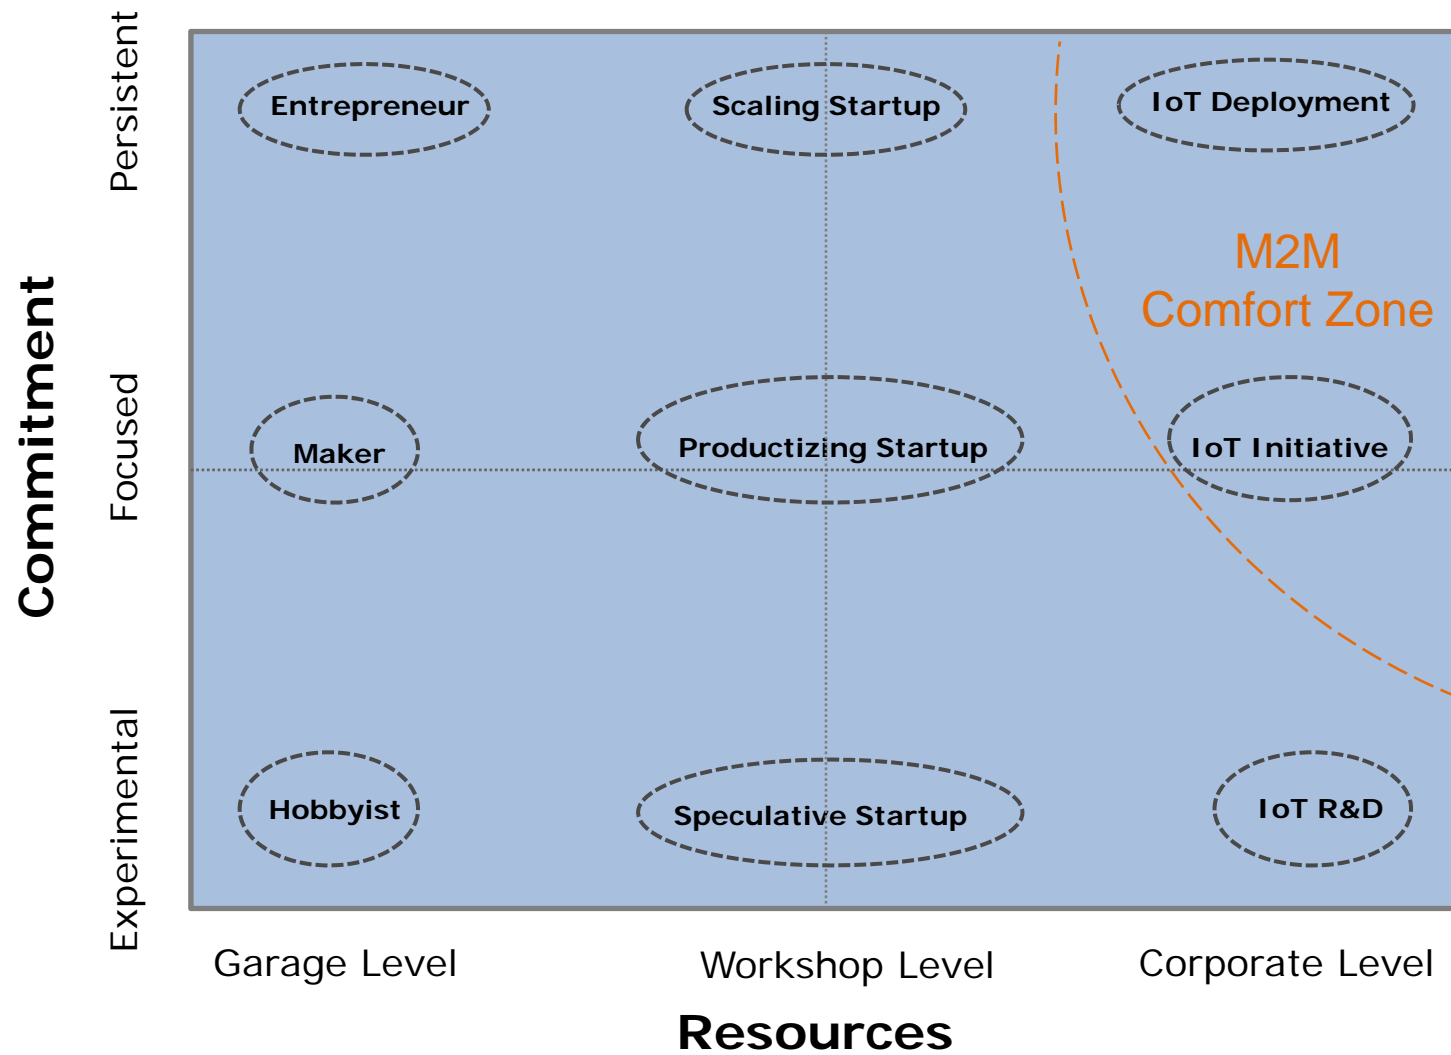 Persistent
Entrepreneur
Scaling Startup
IoT Deployment
M2M
Comfort Zone
Commitment
Focused
Maker
Productizing Startup
IoT Initiative
Experimental
Hobbyist
Speculative Startup
IoT R&D
Garage Level
Workshop Level
Corporate Level
Resources